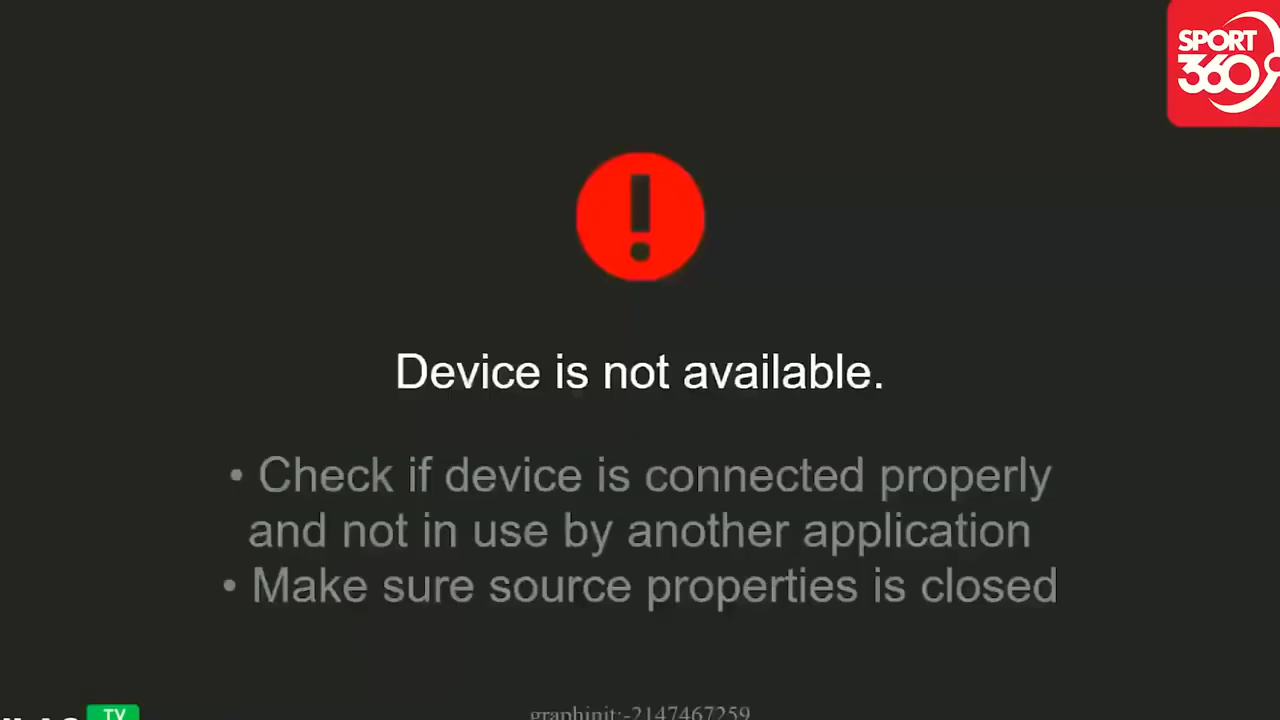 SPORT
360
Device is not available.
• Check if device is connected properly
and not in use by another application
• Make sure source properties is closed
TV
graphinit:-2147467259